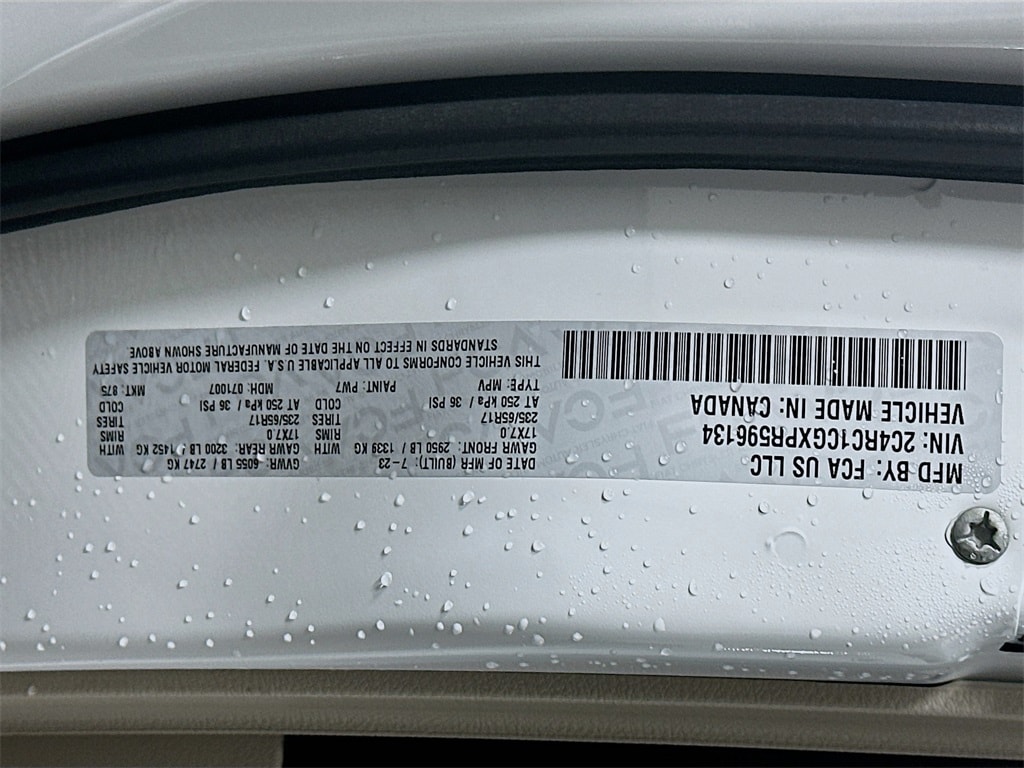 MFD BY: FCA US LLC
VIN: 2C4RC1CGXPR596134
VEHICLE MADE IN CANADA
DATE OF MFR (BUILT): 7-23 GVWR: 6055 LB / 2747 KG
GAWR FRONT: 2950 LB / 1339 KG WITH GAWR REAR: 3200 LB / 1452 KG WITH
17X7.0 RIMS 17X7.0 RIMS
235/65R17 TIRES 235/65R17 TIRES
AT 250 kPa / 36 PSI COLD AT 250 kPa / 36 PSI COLD
TYPE: MPV PAINT: PW7 MDH: 071007 MKT: 875
THIS VEHICLE CONFORMS TO ALL APPLICABLE U.S.A. FEDERAL MOTOR VEHICLE SAFETY
STANDARDS IN EFFECT ON THE DATE OF MANUFACTURE SHOWN ABOVE